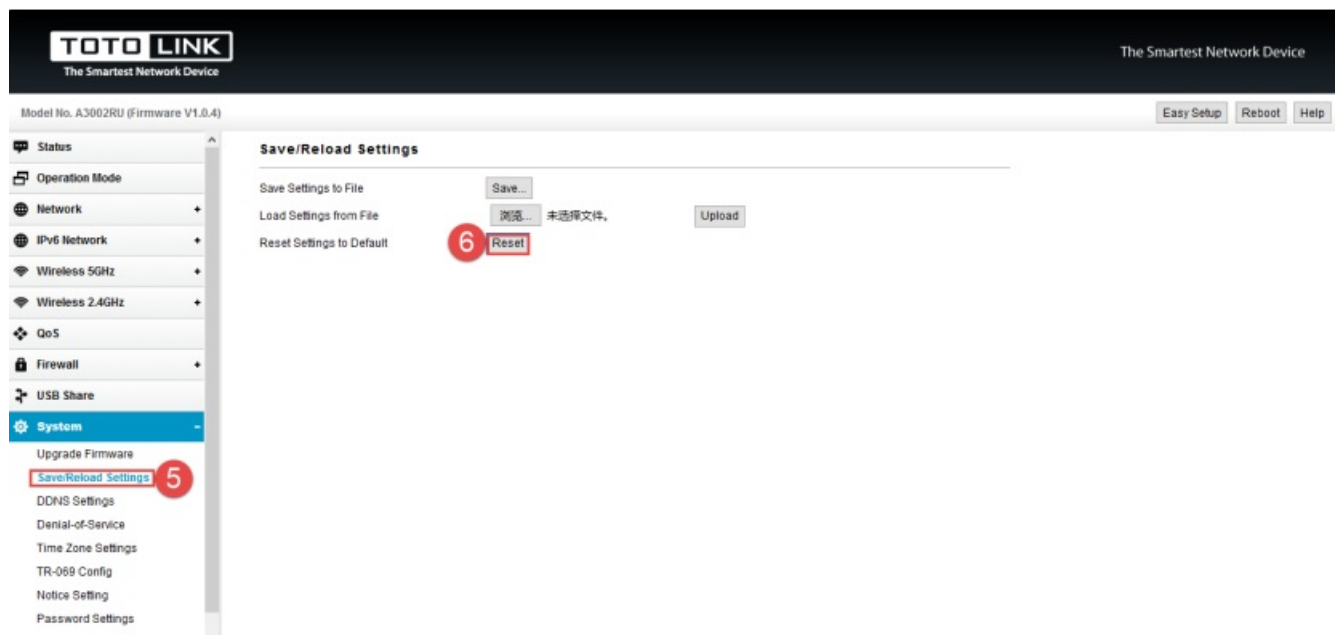 TOTO LINK
The Smartest Network Device
The Smartest Network Device
Model No. A3002RU (Firmware V1.0.4)
Easy Setup Reboot Help
Status
Operation Mode
Network +
IPv6 Network +
Wireless 5GHz +
Wireless 2.4GHz +
QoS
Firewall +
USB Share
System -
Upgrade Firmware
Save/Reload Settings 5
DDNS Settings
Denial-of-Service
Time Zone Settings
TR-069 Config
Notice Setting
Password Settings
Save/Reload Settings
Save Settings to File Save...
Load Settings from File 浏览... 未选择文件。 Upload
Reset Settings to Default 6 Reset